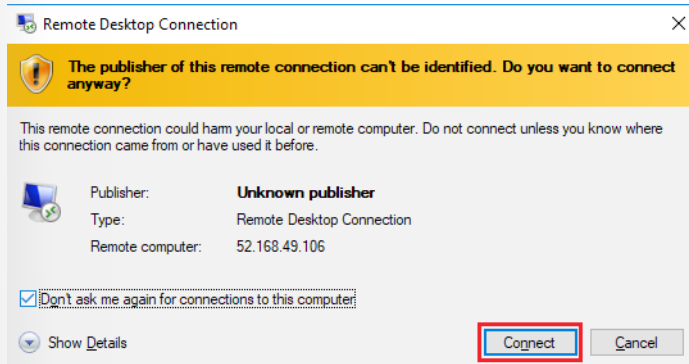 Remote Desktop Connection
The publisher of this remote connection can't be identified. Do you want to connect
anyway?
This remote connection could harm your local or remote computer. Do not connect unless you know where
this connection came from or have used it before.
Publisher: Unknown publisher
Type: Remote Desktop Connection
Remote computer: 52.168.49.106
Don't ask me again for connections to this computer
Show Details Connect Cancel